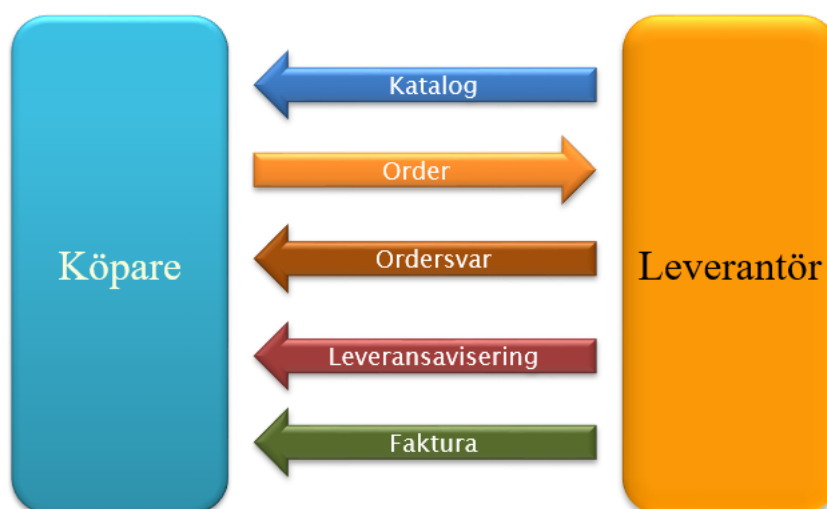 Katalog
Order
Köpare
Ordersvar
Leverantör
Leveransavisering
Faktura